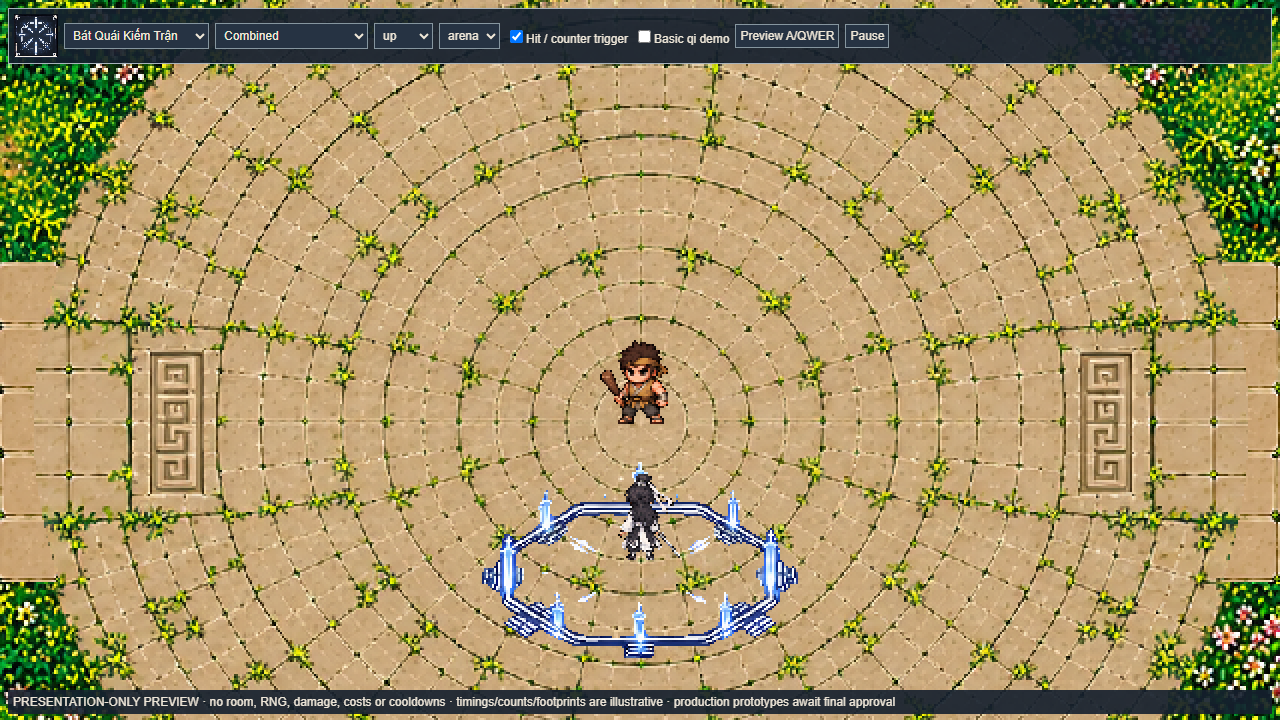 Bát Quái Kiếm Trận Combined up arena Hit / counter trigger Basic qi demo Preview A/QWER Pause
PRESENTATION-ONLY PREVIEW · no room, RNG, damage, costs or cooldowns · timings/counts/footprints are illustrative · production prototypes await final approval